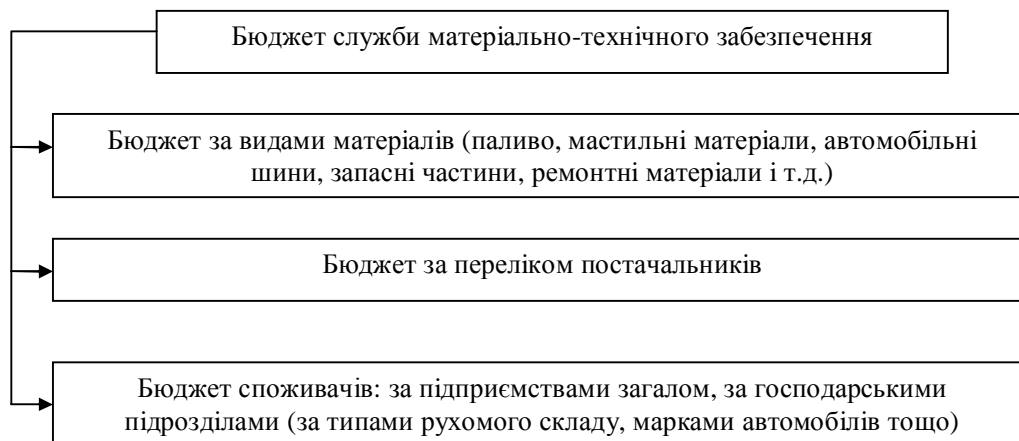 Бюджет служби матеріально-технічного забезпечення
Бюджет за видами матеріалів (паливо, мастильні матеріали, автомобільні
шини, запасні частини, ремонтні матеріали і т.д.)
Бюджет за переліком постачальників
Бюджет споживачів: за підприємствами загалом, за господарськими
підрозділами (за типами рухомого складу, марками автомобілів тощо)